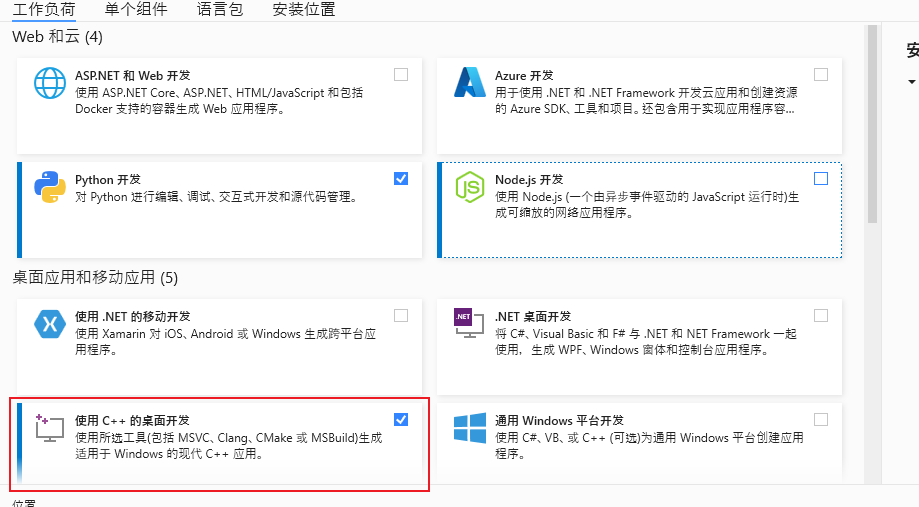 工作负荷 单个组件 语言包 安装位置
Web 和云 (4)
ASP.NET 和 Web 开发
使用 ASP.NET Core、ASP.NET、HTML/JavaScript 和包括
Docker 支持的容器生成 Web 应用程序。
Azure 开发
用于使用 .NET 和 .NET Framework 开发云应用和创建资源
的 Azure SDK、工具和项目。还包含用于实现应用程序容...
Python 开发
对 Python 进行编辑、调试、交互式开发和源代码管理。
JS
Node.js 开发
使用 Node.js (一个由异步事件驱动的 JavaScript 运行时)生
成可缩放的网络应用程序。
桌面应用和移动应用 (5)
使用 .NET 的移动开发
使用 Xamarin 对 iOS、Android 或 Windows 生成跨平台应
用程序。
.NET
.NET 桌面开发
将 C#、Visual Basic 和 F# 与 .NET 和 NET Framework 一起
使用，生成 WPF、Windows 窗体和控制台应用程序。
使用 C++ 的桌面开发
使用所选工具(包括 MSVC、Clang、CMake 或 MSBuild)生成
适用于 Windows 的现代 C++ 应用。
通用 Windows 平台开发
使用 C#、VB、或 C++ (可选)为通用 Windows 平台创建应用
程序。
位置